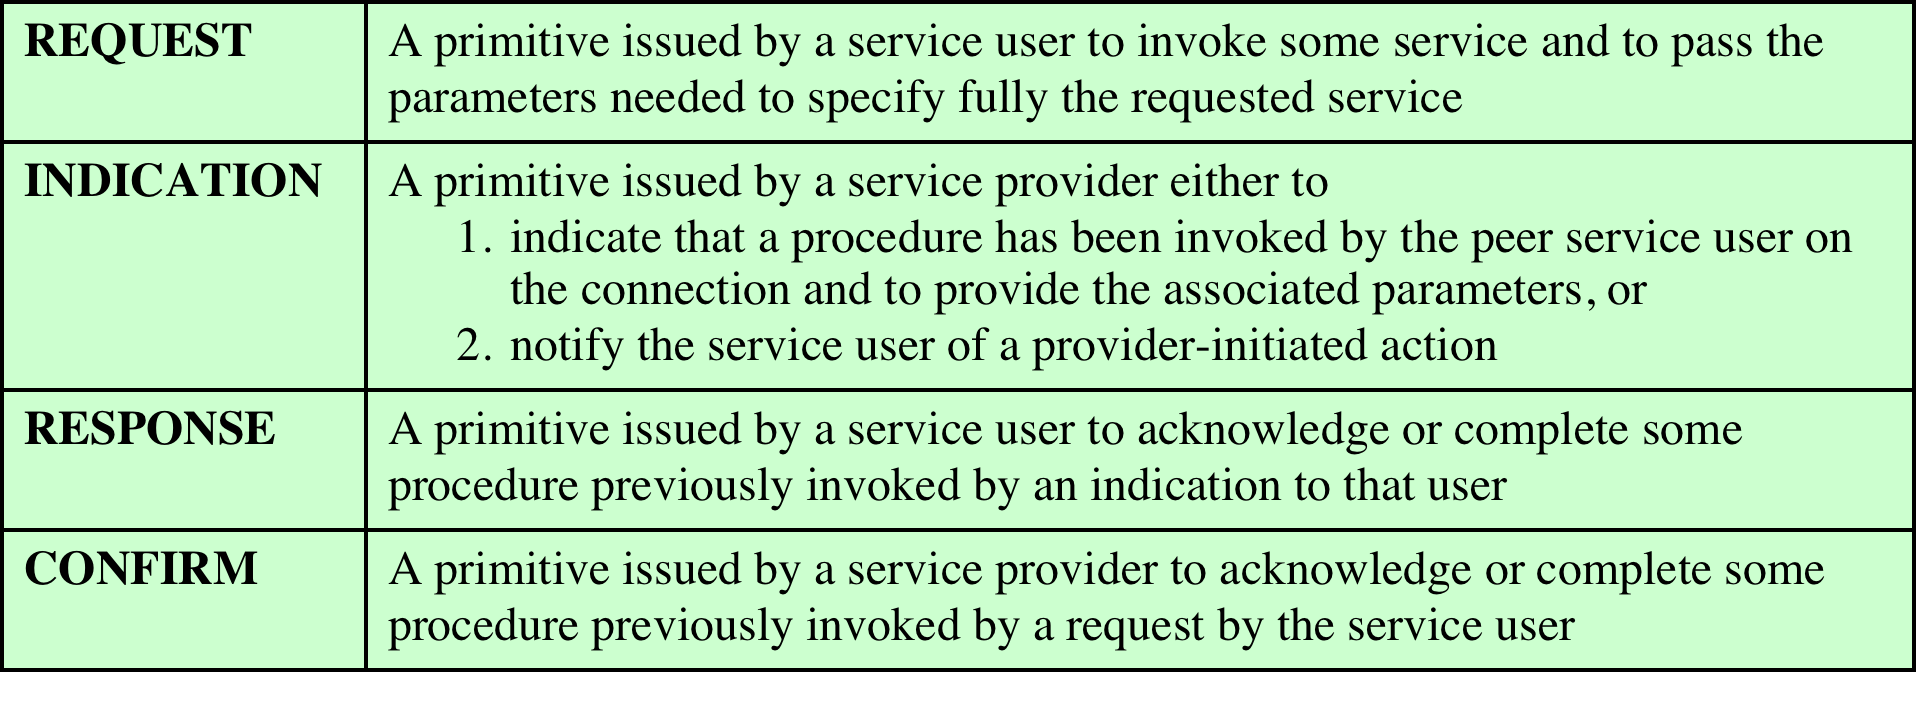 REQUEST
A primitive issued by a service user to invoke some service and to pass the
parameters needed to specify fully the requested service
INDICATION
A primitive issued by a service provider either to
1. indicate that a procedure has been invoked by the peer service user on
the connection and to provide the associated parameters, or
2. notify the service user of a provider-initiated action
RESPONSE
A primitive issued by a service user to acknowledge or complete some
procedure previously invoked by an indication to that user
CONFIRM
A primitive issued by a service provider to acknowledge or complete some
procedure previously invoked by a request by the service user